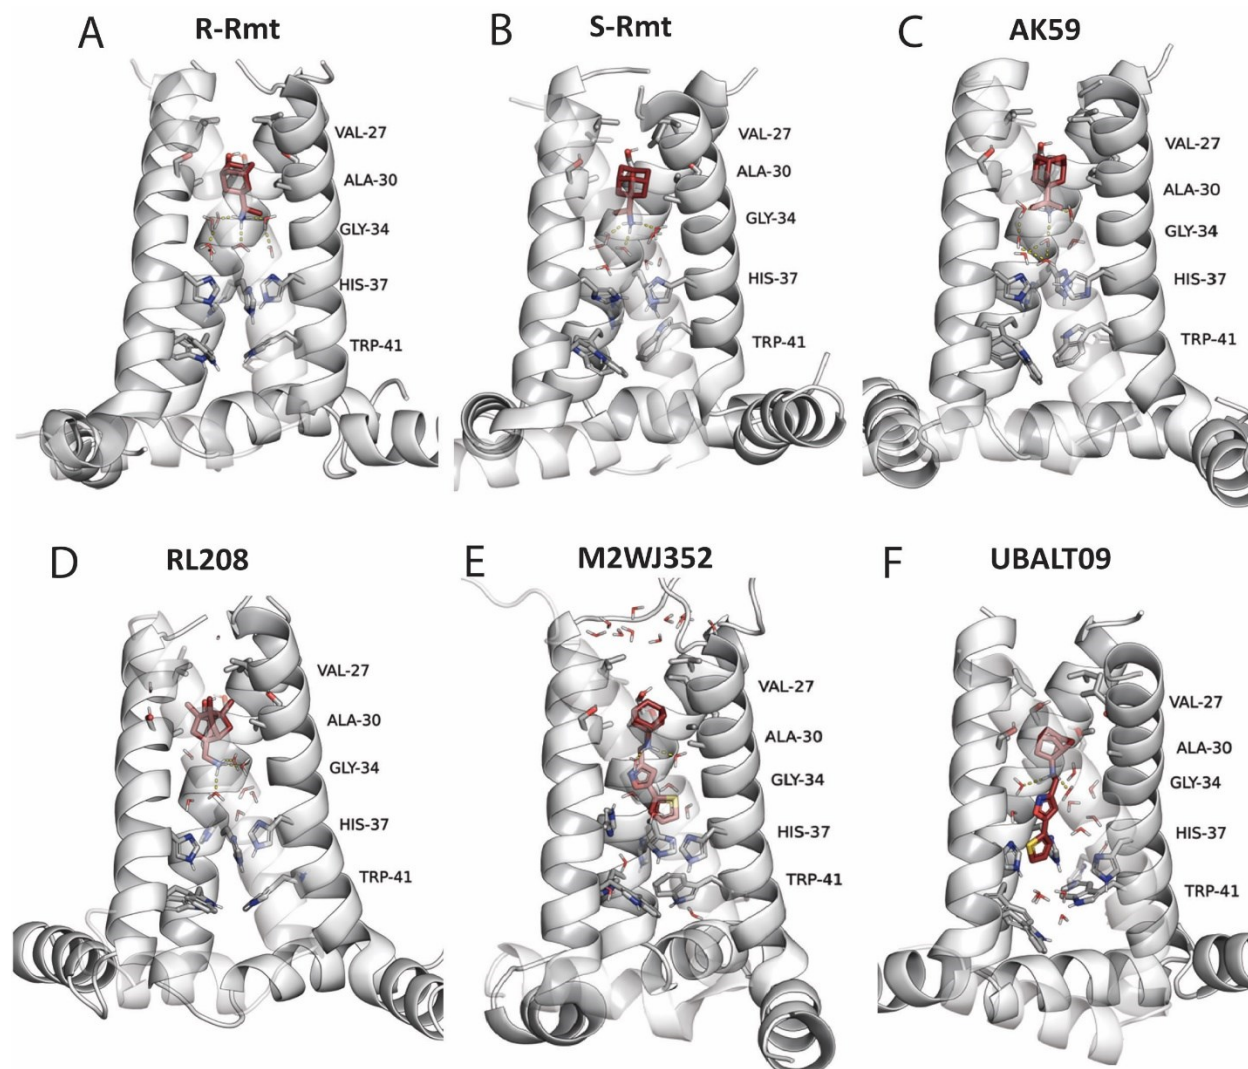 A R-Rmt
VAL-27
ALA-30
GLY-34
HIS-37
TRP-41
B S-Rmt
VAL-27
ALA-30
GLY-34
HIS-37
TRP-41
C AK59
VAL-27
ALA-30
GLY-34
HIS-37
TRP-41
D RL208
VAL-27
ALA-30
GLY-34
HIS-37
TRP-41
E M2WJ352
VAL-27
ALA-30
GLY-34
HIS-37
TRP-41
F UBALT09
VAL-27
ALA-30
GLY-34
HIS-37
TRP-41